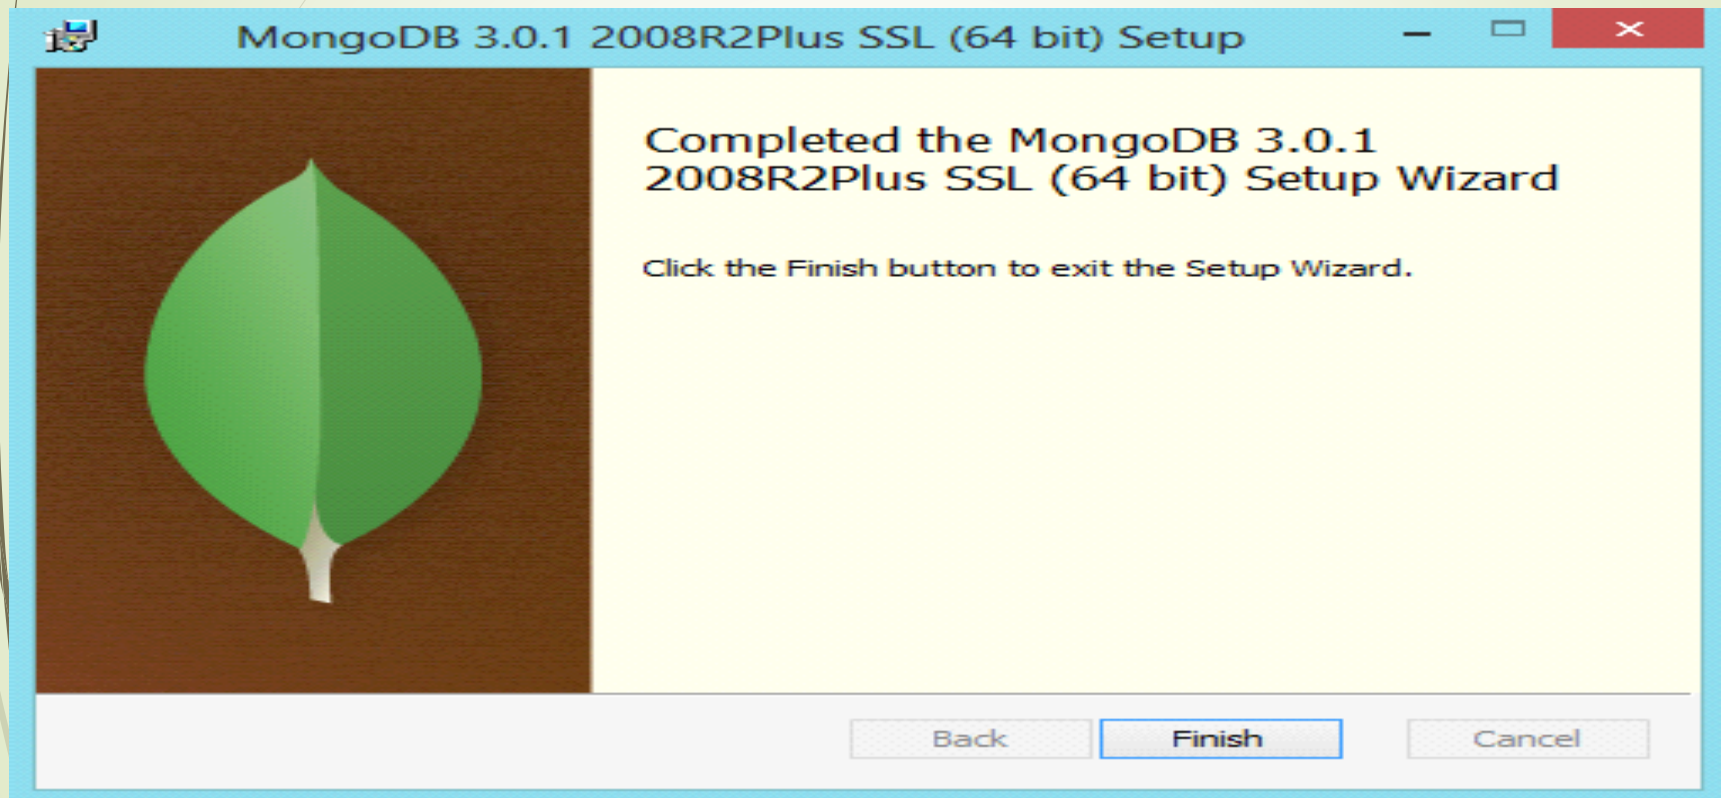 MongoDB 3.0.1 2008R2Plus SSL (64 bit) Setup
Completed the MongoDB 3.0.1
2008R2Plus SSL (64 bit) Setup Wizard
Click the Finish button to exit the Setup Wizard.
Back
Finish
Cancel